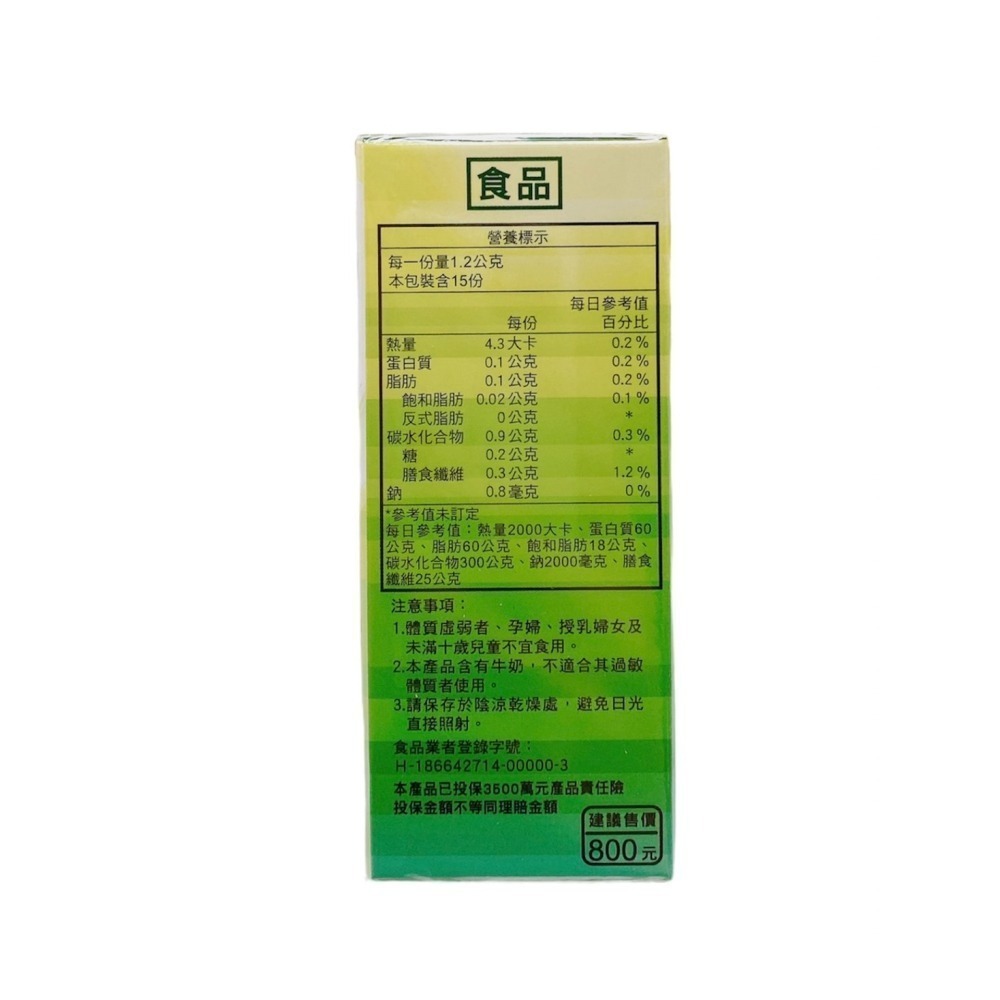 食品
營養標示
每一份量1.2公克
本包裝含15份
每日參考值
每份 百分比
熱量 4.3大卡 0.2%
蛋白質 0.1公克 0.2%
脂肪 0.1公克 0.2%
飽和脂肪 0.02公克 0.1%
反式脂肪 0公克 *
碳水化合物 0.9公克 0.3%
糖 0.2公克 *
膳食纖維 0.3公克 1.2%
鈉 0.8毫克 0%
*參考值未訂定
每日參考值：熱量2000大卡、蛋白質60
公克、脂肪60公克、飽和脂肪18公克、
碳水化合物300公克、鈉2000毫克、膳食
纖維25公克
注意事項：
1.體質虛弱者、孕婦、授乳婦女及
未滿十歲兒童不宜食用。
2.本產品含有牛奶，不適合其過敏
體質者使用。
3.請保存於陰涼乾燥處，避免日光
直接照射。
食品業者登錄字號：
H-186642714-00000-3
本產品已投保3500萬元產品責任險
投保金額不等同理賠金額
建議售價
800元